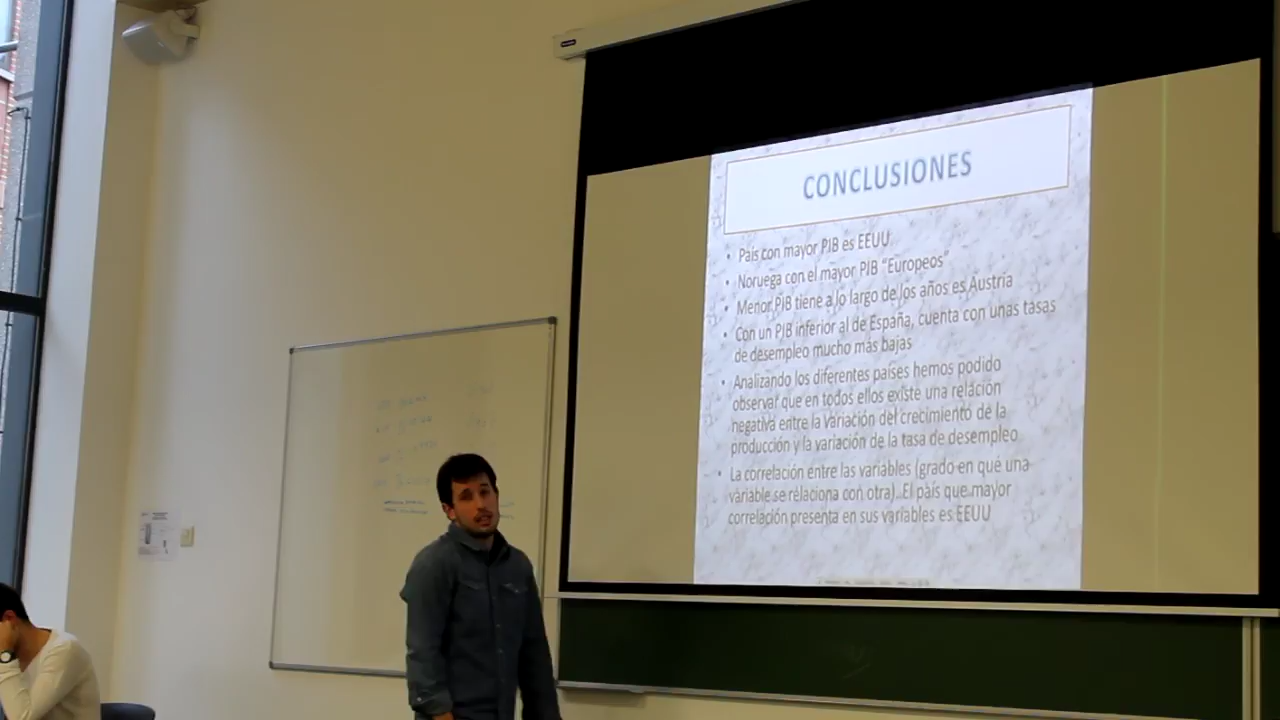 CONCLUSIONES
• País con mayor PIB es EEUU.
• Noruega con el mayor PIB "Europeos"
• Menor PIB tiene a lo largo de los años es Austria
• Con un PIB inferior al de España, cuenta con unas tasas
de desempleo mucho más bajas
• Analizando los diferentes países hemos podido
observar que en todos ellos existe una relación
negativa entre la variación del crecimiento de la
producción y la variación de la tasa de desempleo
• La correlación entre las variables (grado en qué una
variable se relaciona con otra). El país que mayor
correlación presenta en sus variables es EEUU